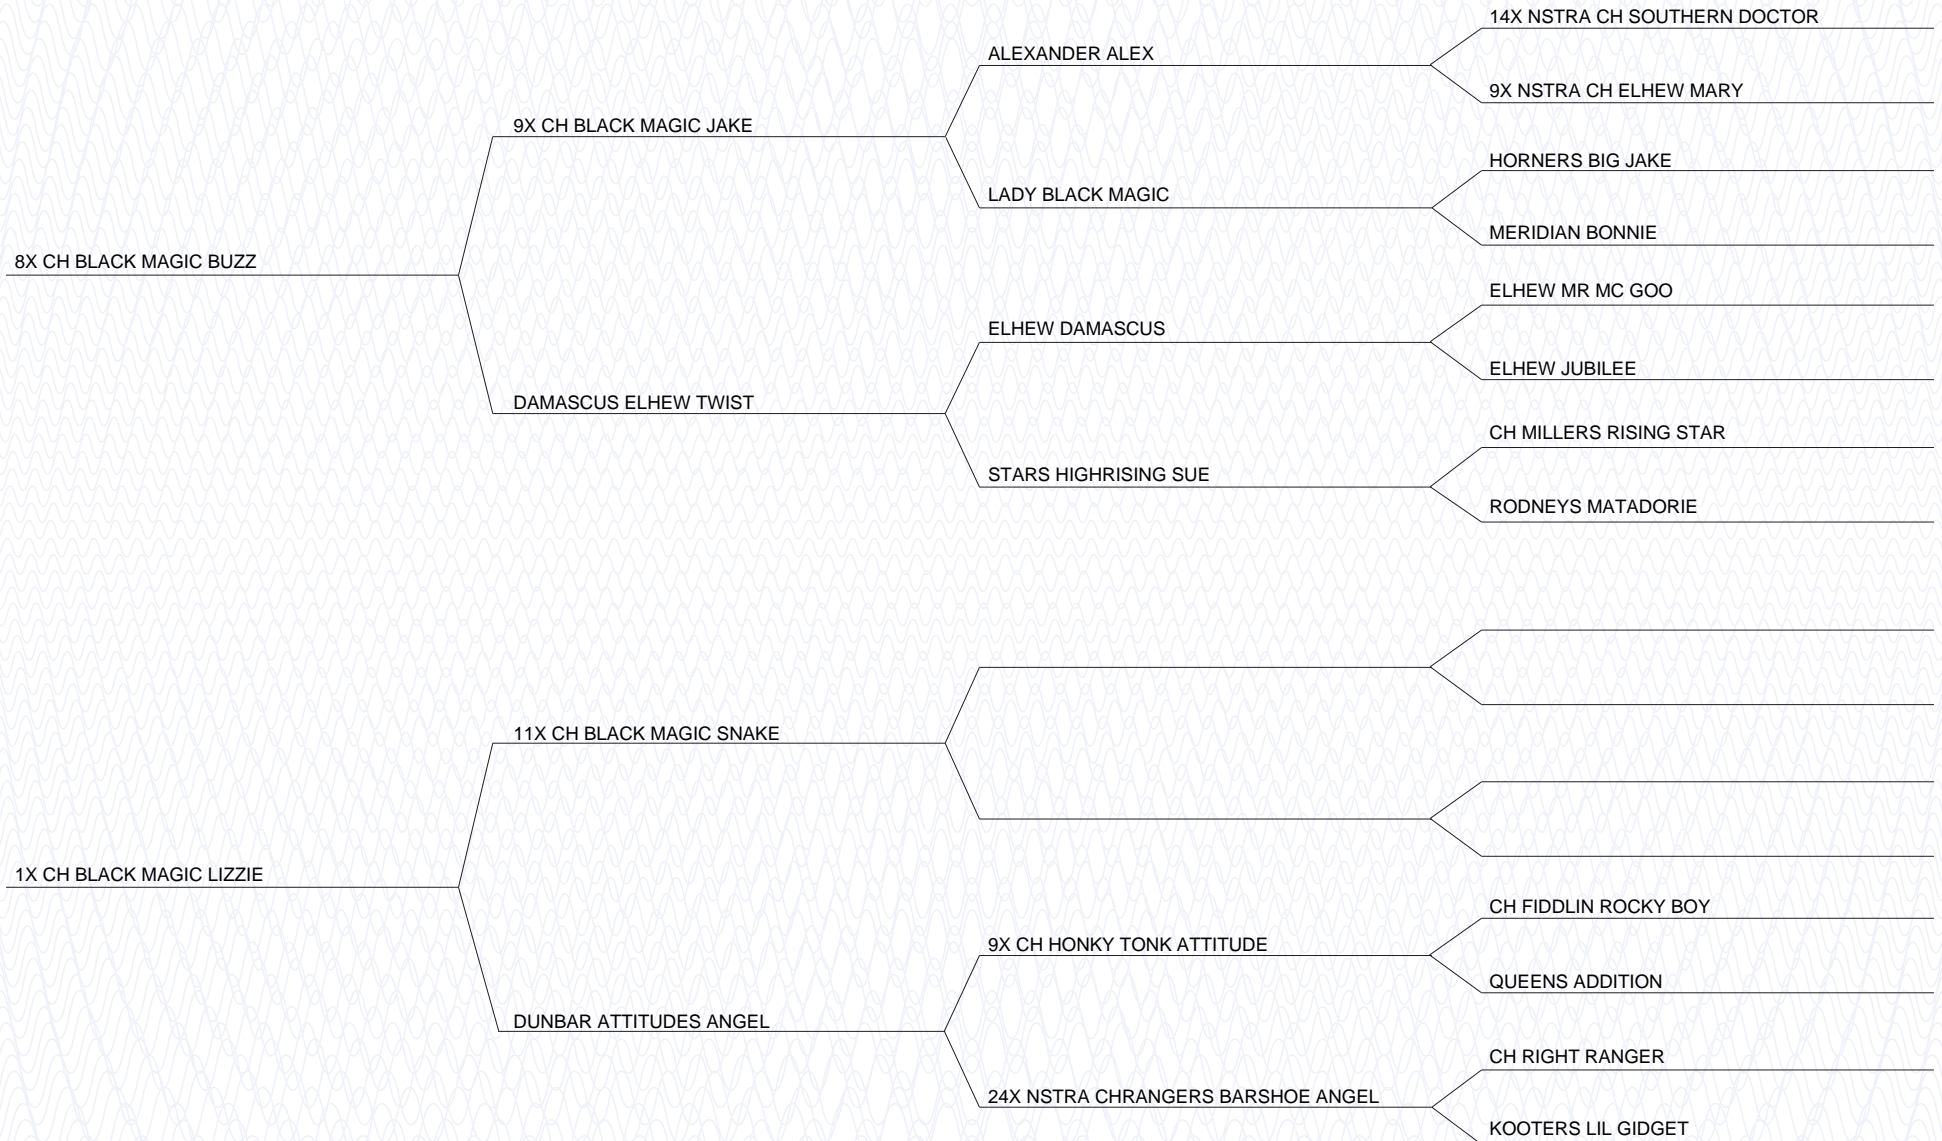 14X NSTRA CH SOUTHERN DOCTOR
ALEXANDER ALEX
9X NSTRA CH ELHEW MARY
9X CH BLACK MAGIC JAKE
HORNERS BIG JAKE
LADY BLACK MAGIC
MERIDIAN BONNIE
8X CH BLACK MAGIC BUZZ
ELHEW MR MC GOO
ELHEW DAMASCUS
ELHEW JUBILEE
DAMASCUS ELHEW TWIST
CH MILLERS RISING STAR
STARS HIGHRISING SUE
RODNEYS MATADORIE
11X CH BLACK MAGIC SNAKE
1X CH BLACK MAGIC LIZZIE
CH FIDDLIN ROCKY BOY
9X CH HONKY TONK ATTITUDE
QUEENS ADDITION
DUNBAR ATTITUDES ANGEL
CH RIGHT RANGER
24X NSTRA CHRANGERS BARSHOE ANGEL
KOOTERS LIL GIDGET